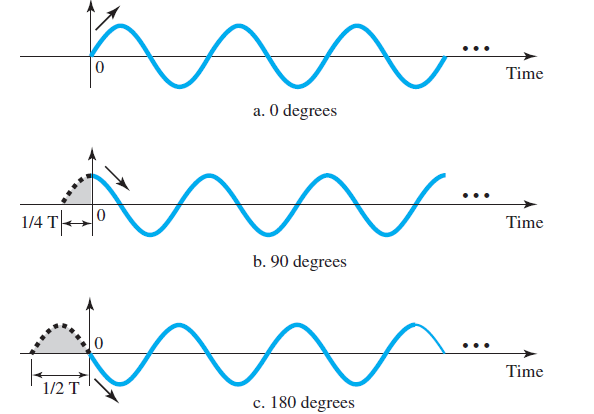 0
Time
a. 0 degrees
1/4 T
0
Time
b. 90 degrees
0
Time
1/2 T
c. 180 degrees